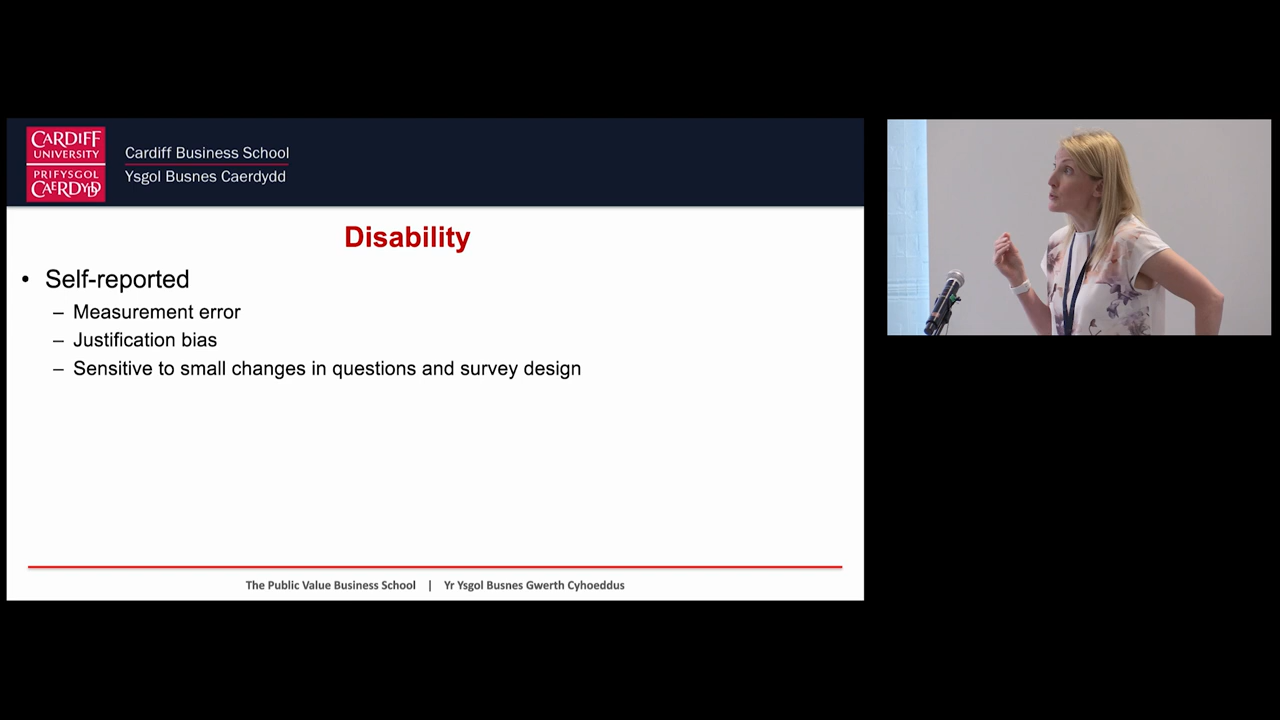 CARDIFF
UNIVERSITY
PRIFYSGOL
CAERDYDD
Cardiff Business School
Ysgol Busnes Caerdydd
Disability
• Self-reported
– Measurement error
– Justification bias
– Sensitive to small changes in questions and survey design
The Public Value Business School | Yr Ysgol Busnes Gwerth Cyhoeddus